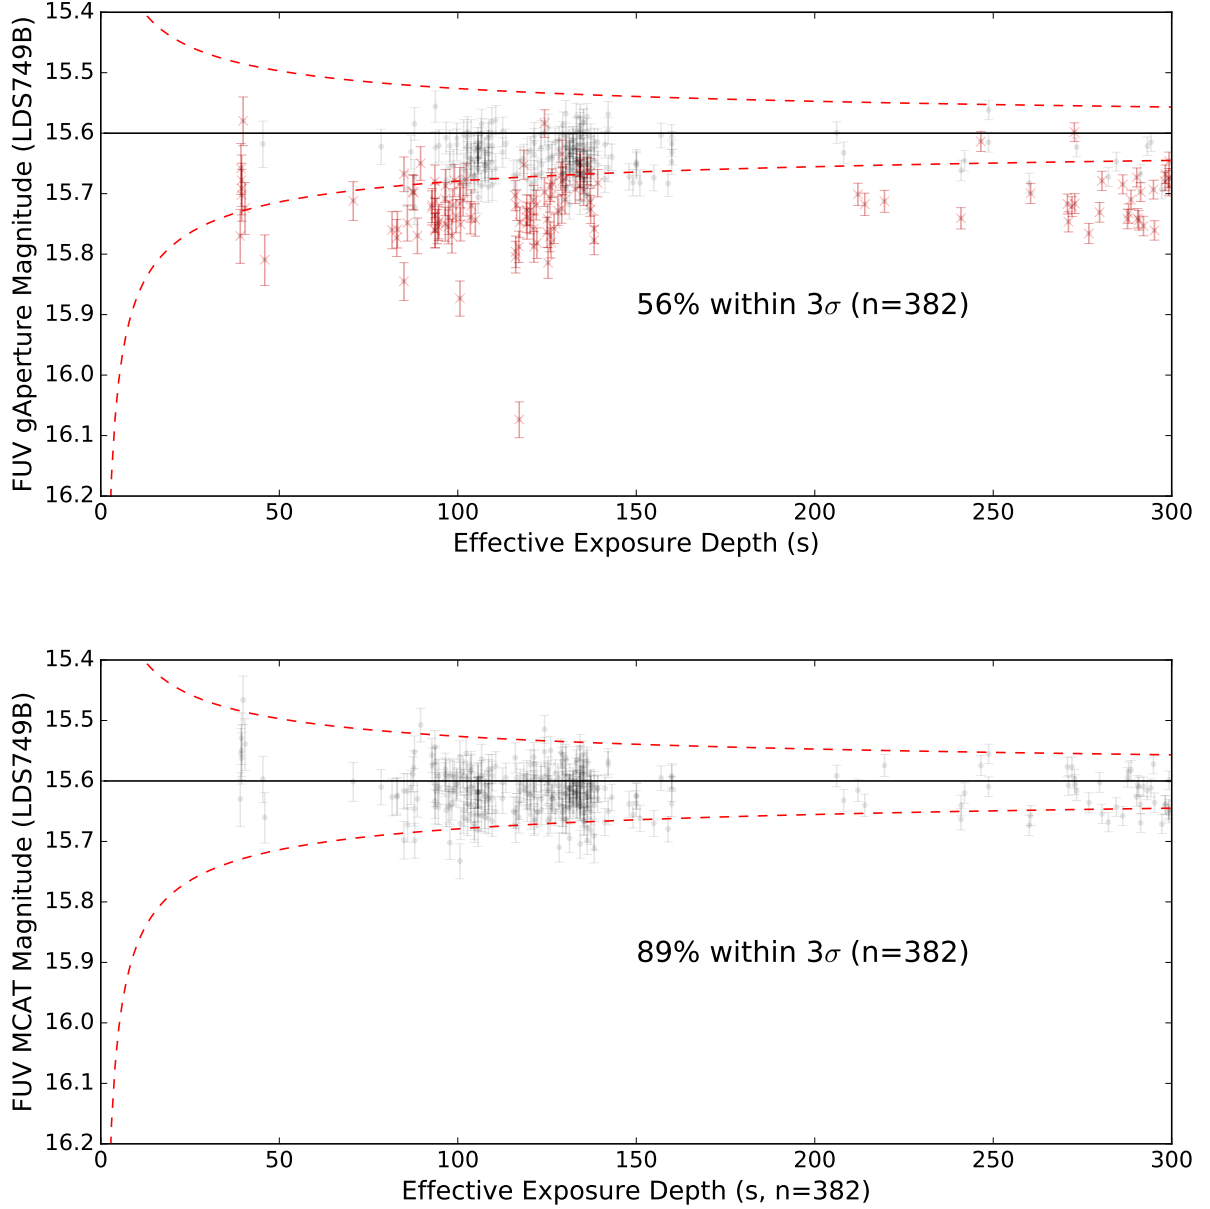 FUV gAperture Magnitude (LDS749B)
15.4
15.5
15.6
15.7
15.8
15.9
16.0
16.1
16.2
56% within 3σ (n=382)
0 50 100 150 200 250 300
Effective Exposure Depth (s)
FUV MCAT Magnitude (LDS749B)
15.4
15.5
15.6
15.7
15.8
15.9
16.0
16.1
16.2
89% within 3σ (n=382)
0 50 100 150 200 250 300
Effective Exposure Depth (s, n=382)